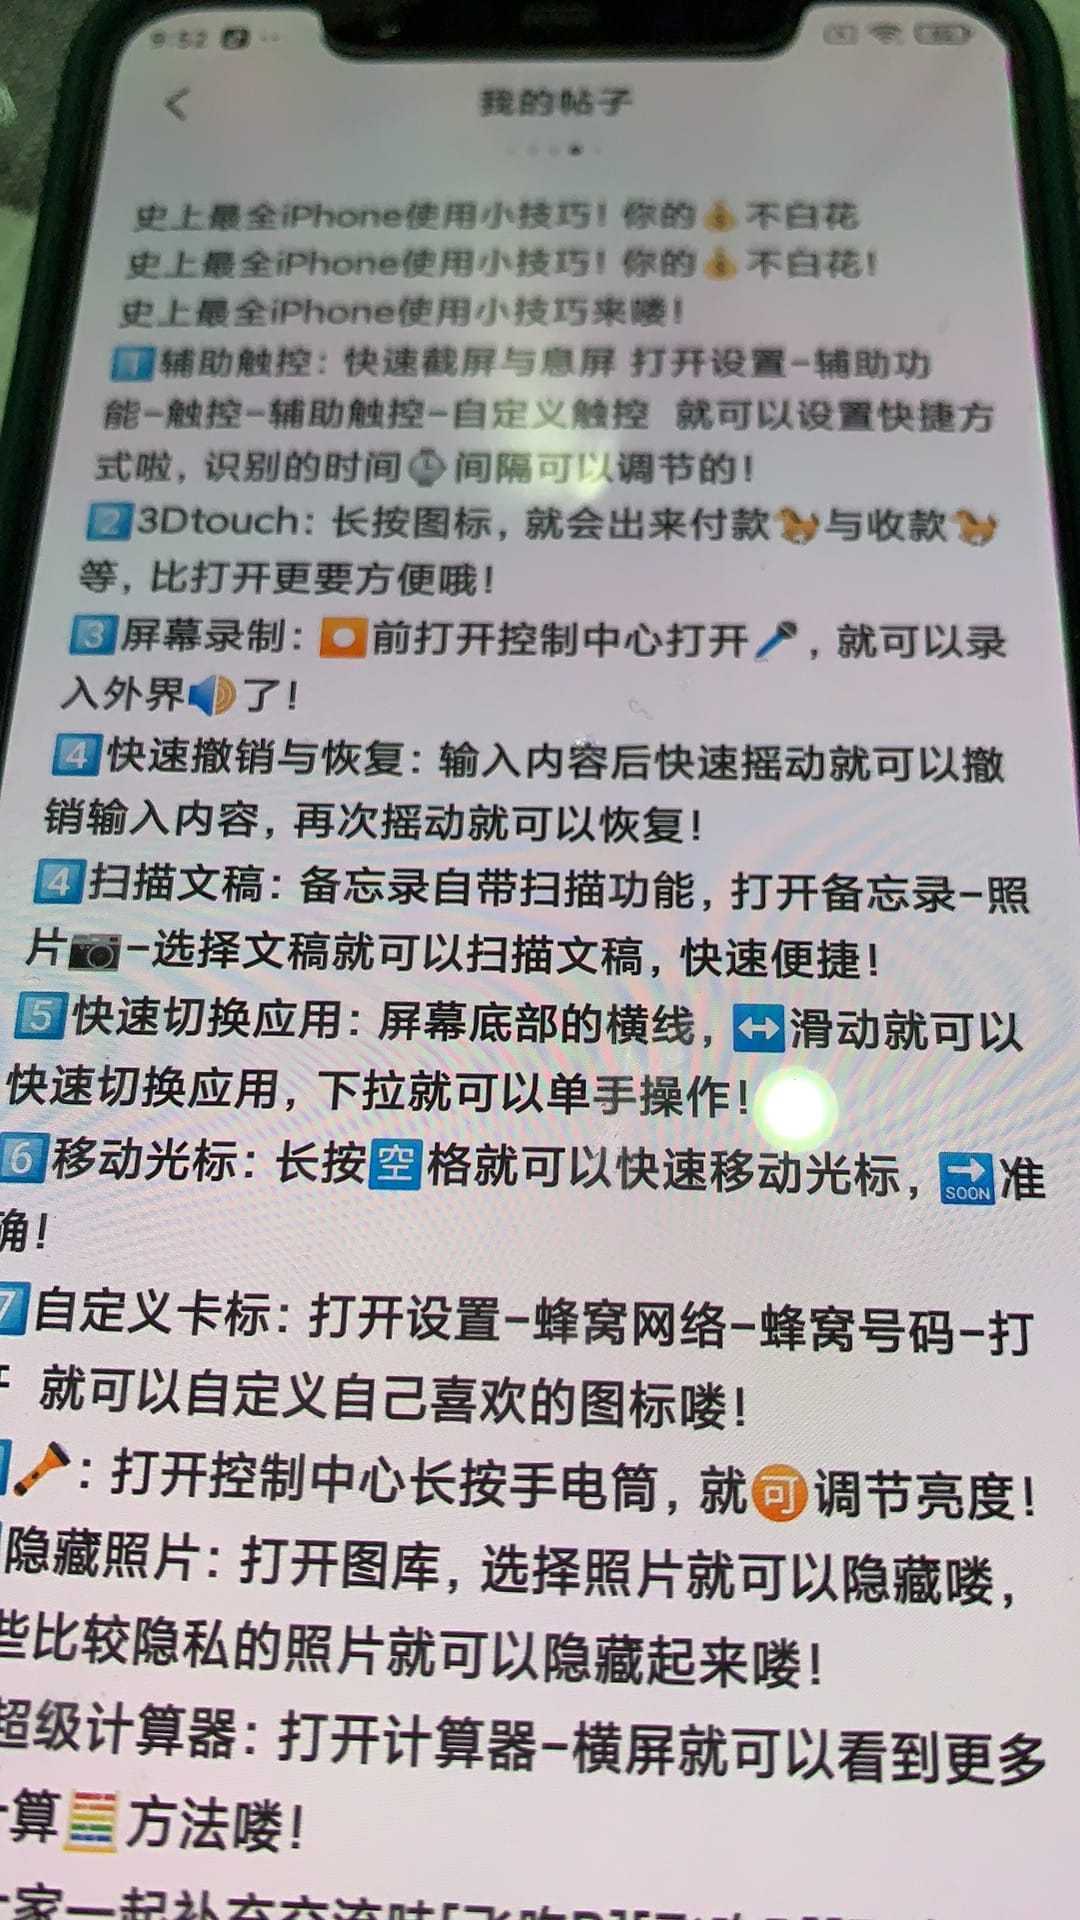 9:52
我的帖子
史上最全iPhone使用小技巧！你的💰不白花
史上最全iPhone使用小技巧！你的💰不白花！
史上最全iPhone使用小技巧来喽！
1️⃣辅助触控：快速截屏与息屏 打开设置-辅助功
能-触控-辅助触控-自定义触控 就可以设置快捷方
式啦，识别的时间⌚间隔可以调节的！
2️⃣3Dtouch：长按图标，就会出来付款🐎与收款🐎
等，比打开更要方便哦！
3️⃣屏幕录制：⏺前打开控制中心打开🎤，就可以录
入外界🔊了！
4️⃣快速撤销与恢复：输入内容后快速摇动就可以撤
销输入内容，再次摇动就可以恢复！
4️⃣扫描文稿：备忘录自带扫描功能，打开备忘录-照
片📷-选择文稿就可以扫描文稿，快速便捷！
5️⃣快速切换应用：屏幕底部的横线，↔️滑动就可以
快速切换应用，下拉就可以单手操作！
6️⃣移动光标：长按🈳格就可以快速移动光标，🔜准
确！
7️⃣自定义卡标：打开设置-蜂窝网络-蜂窝号码-打
就可以自定义自己喜欢的图标喽！
🔦：打开控制中心长按手电筒，就🉑调节亮度！
隐藏照片：打开图库，选择照片就可以隐藏喽，
些比较隐私的照片就可以隐藏起来喽！
超级计算器：打开计算器-横屏就可以看到更多
算🧮方法喽！
家一起补充交流哇